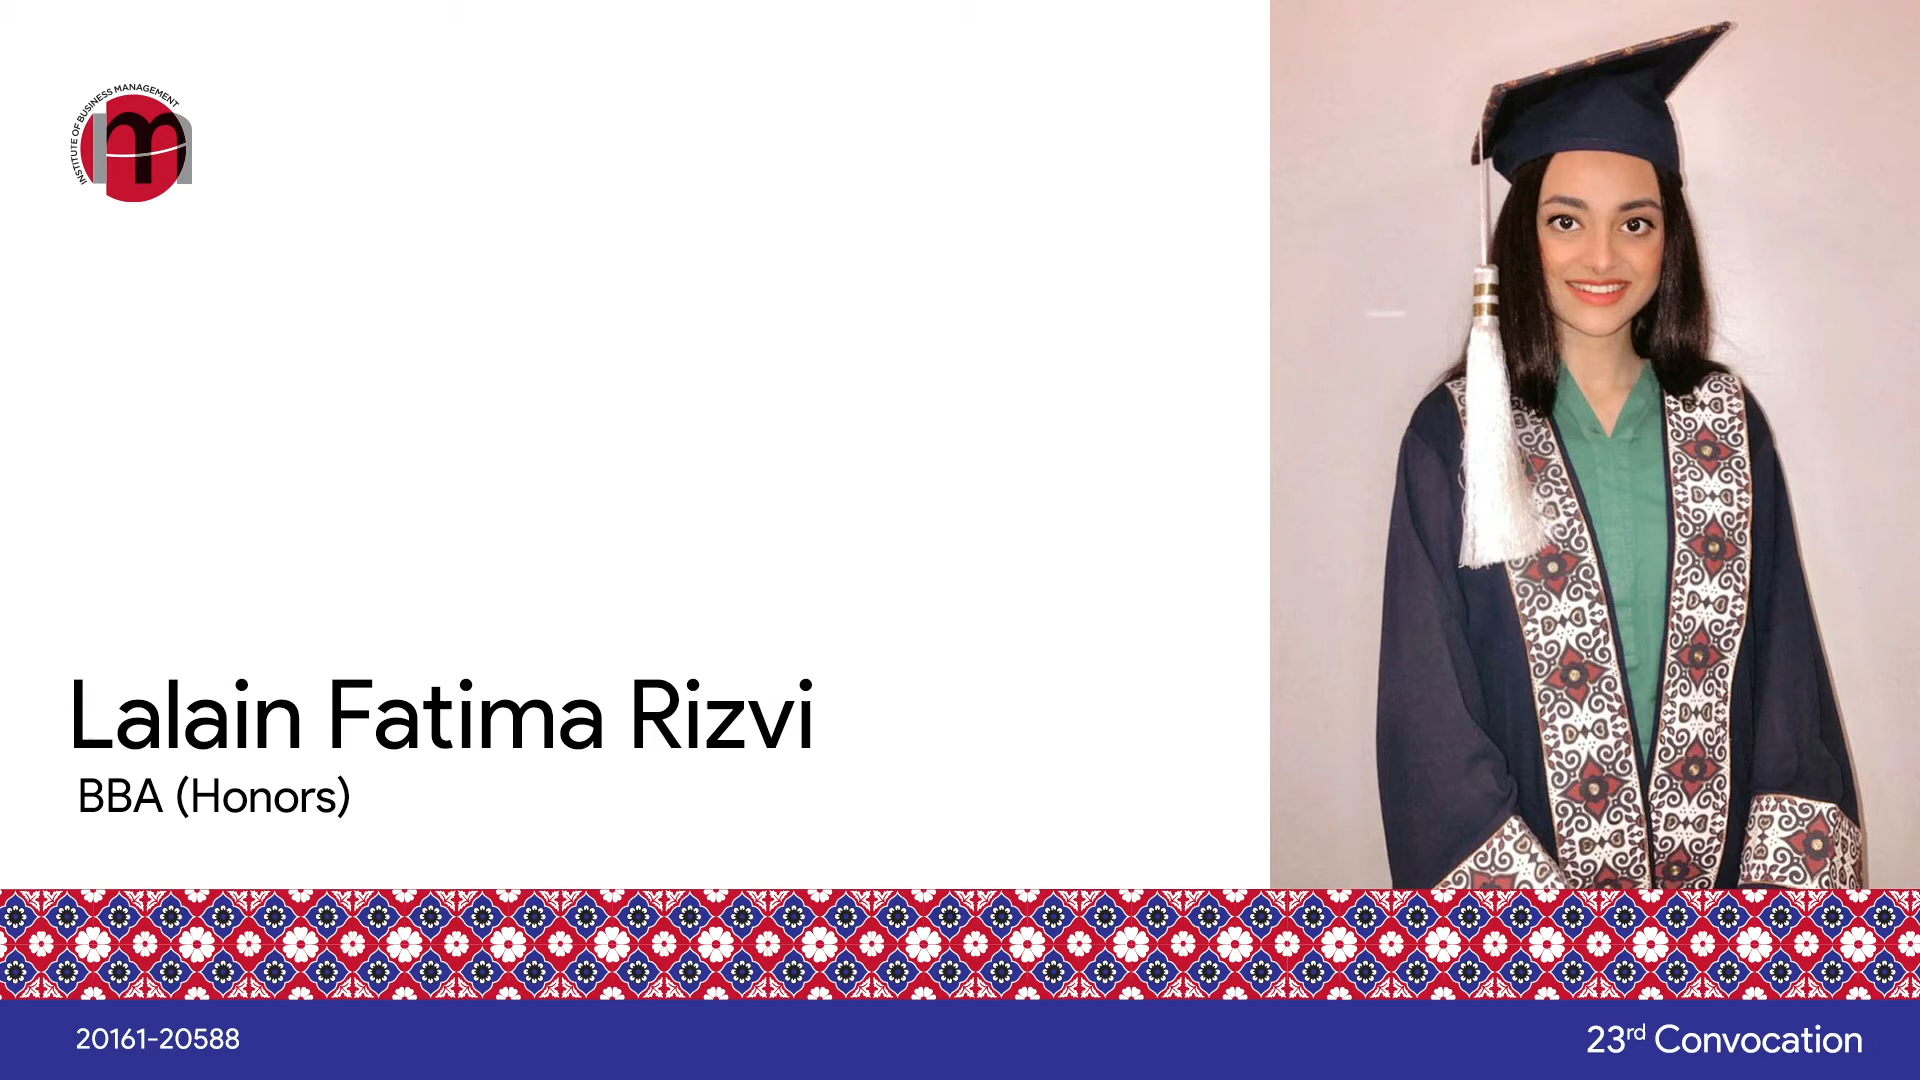 INSTITUTE OF BUSINESS MANAGEMENT
m
Lalain Fatima Rizvi
BBA (Honors)
20161-20588
23rd Convocation